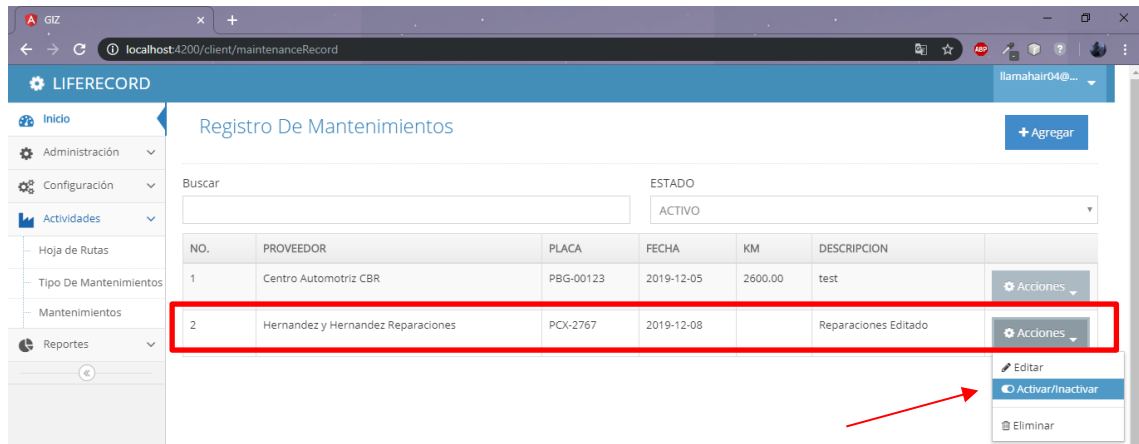 GIZ
localhost:4200/client/maintenanceRecord
ABP
LIFERECORD
llamahair04@...
Inicio
Registro De Mantenimientos
+ Agregar
Administración
Configuración
Buscar
ESTADO
Actividades
ACTIVO
Hoja de Rutas
NO. PROVEEDOR PLACA FECHA KM DESCRIPCION
Tipo De Mantenimientos
1 Centro Automotriz CBR PBG-00123 2019-12-05 2600.00 test
Acciones
Mantenimientos
2 Hernandez y Hernandez Reparaciones PCX-2767 2019-12-08 Reparaciones Editado
Acciones
Reportes
Editar
Activar/Inactivar
Eliminar